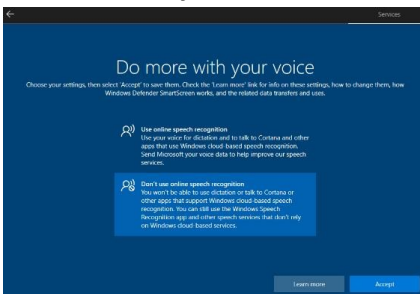 Services
Do more with your voice
Choose your settings, then select 'Accept' to save them. Check the 'Learn more' link for info on these settings, how to change them, how
Windows Defender SmartScreen works, and the related data transfers and uses.
Use online speech recognition
Use your voice for dictation and to talk to Cortana and other
apps that use Windows cloud-based speech recognition.
Send Microsoft your voice data to help improve our speech
services.
Don't use online speech recognition
You won't be able to use dictation or talk to Cortana or
other apps that support Windows cloud-based speech
recognition. You can still use the Windows Speech
Recognition app and other speech services that don't rely
on Windows cloud-based services.
Learn more
Accept